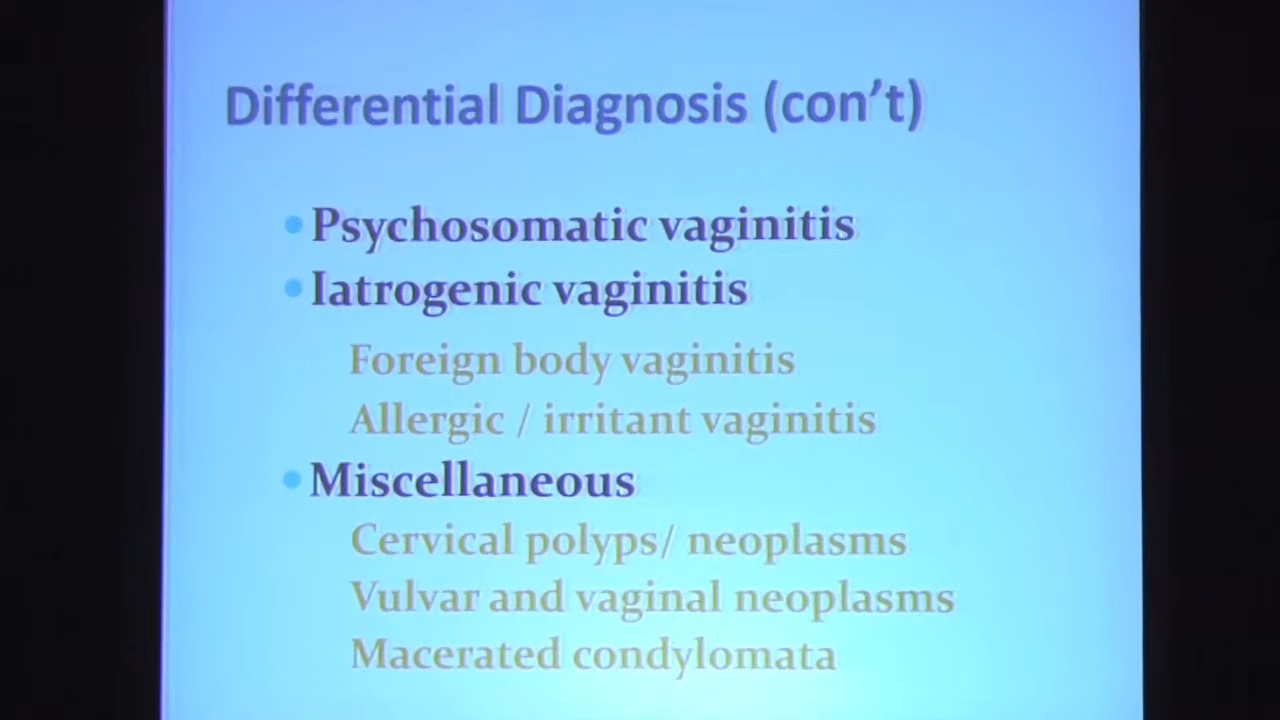 Differential Diagnosis (con’t)
• Psychosomatic vaginitis
• Iatrogenic vaginitis
Foreign body vaginitis
Allergic / irritant vaginitis
• Miscellaneous
Cervical polyps/ neoplasms
Vulvar and vaginal neoplasms
Macerated condylomata